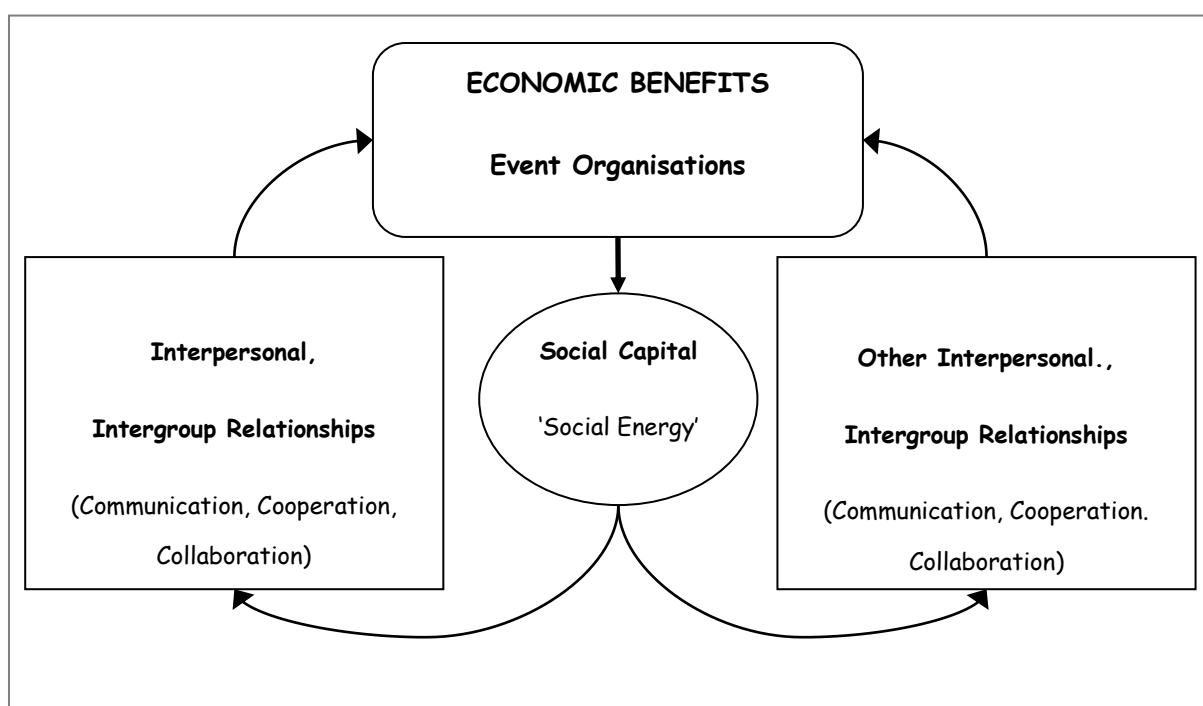 ECONOMIC BENEFITS
Event Organisations
Interpersonal,
Intergroup Relationships
(Communication, Cooperation,
Collaboration)
Social Capital
‘Social Energy’
Other Interpersonal.,
Intergroup Relationships
(Communication, Cooperation.
Collaboration)